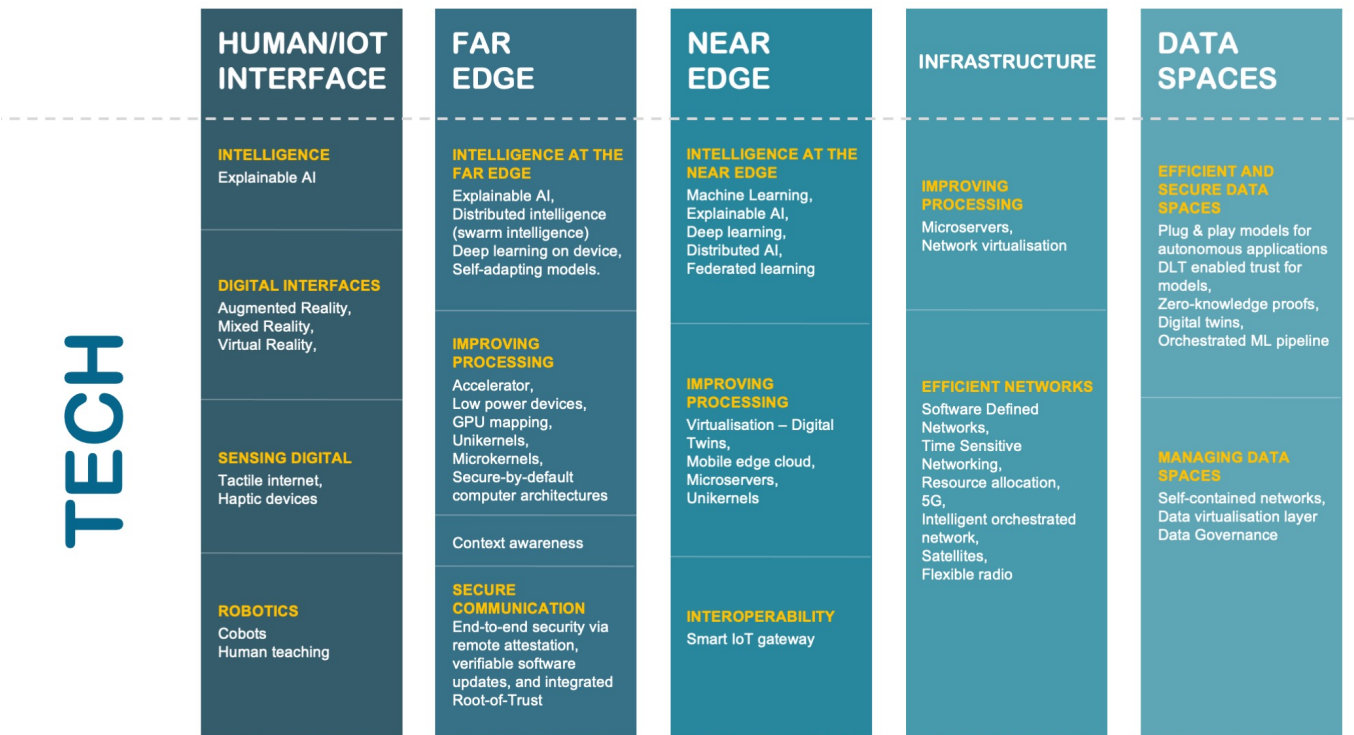 TECH
HUMAN/IOT
INTERFACE
INTELLIGENCE
Explainable AI
DIGITAL INTERFACES
Augmented Reality,
Mixed Reality,
Virtual Reality,
SENSING DIGITAL
Tactile internet,
Haptic devices
ROBOTICS
Cobots
Human teaching
FAR
EDGE
INTELLIGENCE AT THE
FAR EDGE
Explainable AI,
Distributed intelligence
(swarm intelligence)
Deep learning on device,
Self-adapting models.
IMPROVING
PROCESSING
Accelerator,
Low power devices,
GPU mapping,
Unikernels,
Microkernels,
Secure-by-default
computer architectures
Context awareness
SECURE
COMMUNICATION
End-to-end security via
remote attestation,
verifiable software
updates, and integrated
Root-of-Trust
NEAR
EDGE
INTELLIGENCE AT THE
NEAR EDGE
Machine Learning,
Explainable AI,
Deep learning,
Distributed AI,
Federated learning
IMPROVING
PROCESSING
Virtualisation – Digital
Twins,
Mobile edge cloud,
Microservers,
Unikernels
INTEROPERABILITY
Smart IoT gateway
INFRASTRUCTURE
IMPROVING
PROCESSING
Microservers,
Network virtualisation
EFFICIENT NETWORKS
Software Defined
Networks,
Time Sensitive
Networking,
Resource allocation,
5G,
Intelligent orchestrated
network,
Satellites,
Flexible radio
DATA
SPACES
EFFICIENT AND
SECURE DATA
SPACES
Plug & play models for
autonomous applications
DLT enabled trust for
models,
Zero-knowledge proofs,
Digital twins,
Orchestrated ML pipeline
MANAGING DATA
SPACES
Self-contained networks,
Data virtualisation layer
Data Governance